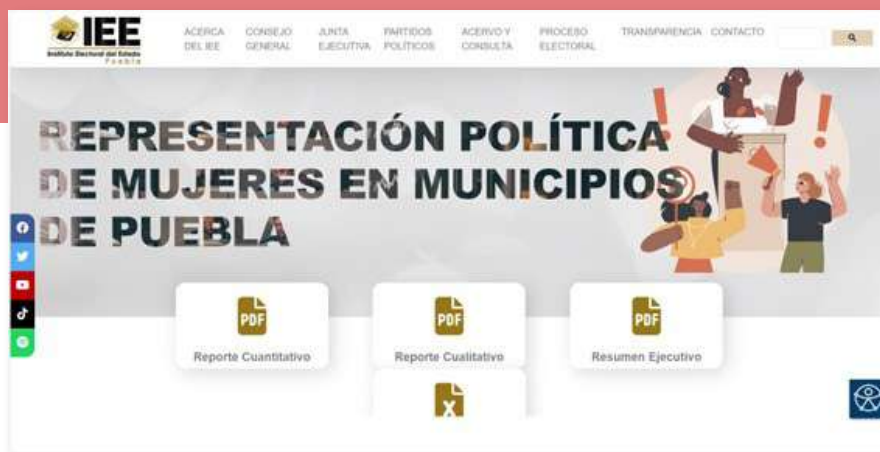 IEE
Instituto Electoral del Estado
Puebla
ACERCA DEL IEE
CONSEJO GENERAL
JUNTA EJECUTIVA
PARTIDOS POLÍTICOS
ACERVO Y CONSULTA
PROCESO ELECTORAL
TRANSPARENCIA
CONTACTO
REPRESENTACIÓN POLÍTICA
DE MUJERES EN MUNICIPIOS
DE PUEBLA
PDF
Reporte Cuantitativo
PDF
Reporte Cualitativo
PDF
Resumen Ejecutivo
X